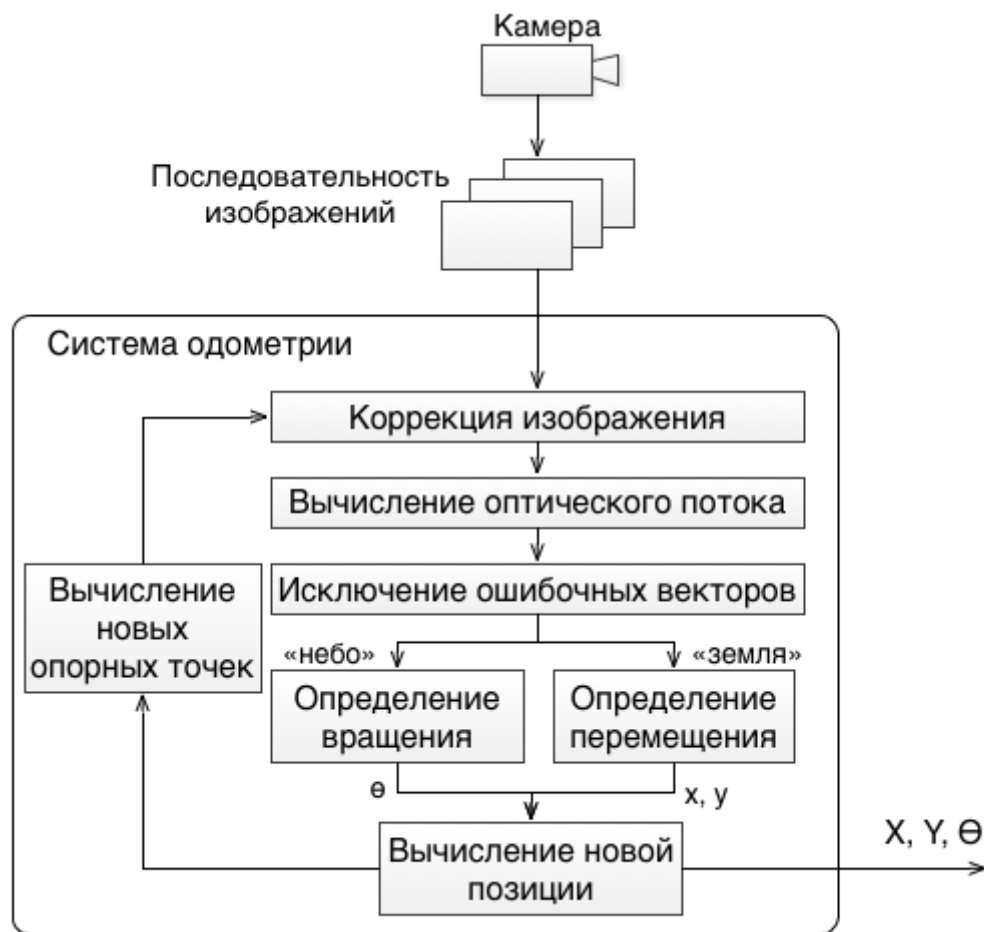 Камера
Последовательность
изображений
Система одометрии
Коррекция изображения
Вычисление оптического потока
Исключение ошибочных векторов
Вычисление
новых
опорных точек
«небо»
«земля»
Определение
вращения
Определение
перемещения
ө
x, y
Вычисление новой
позиции
X, Y, Ө